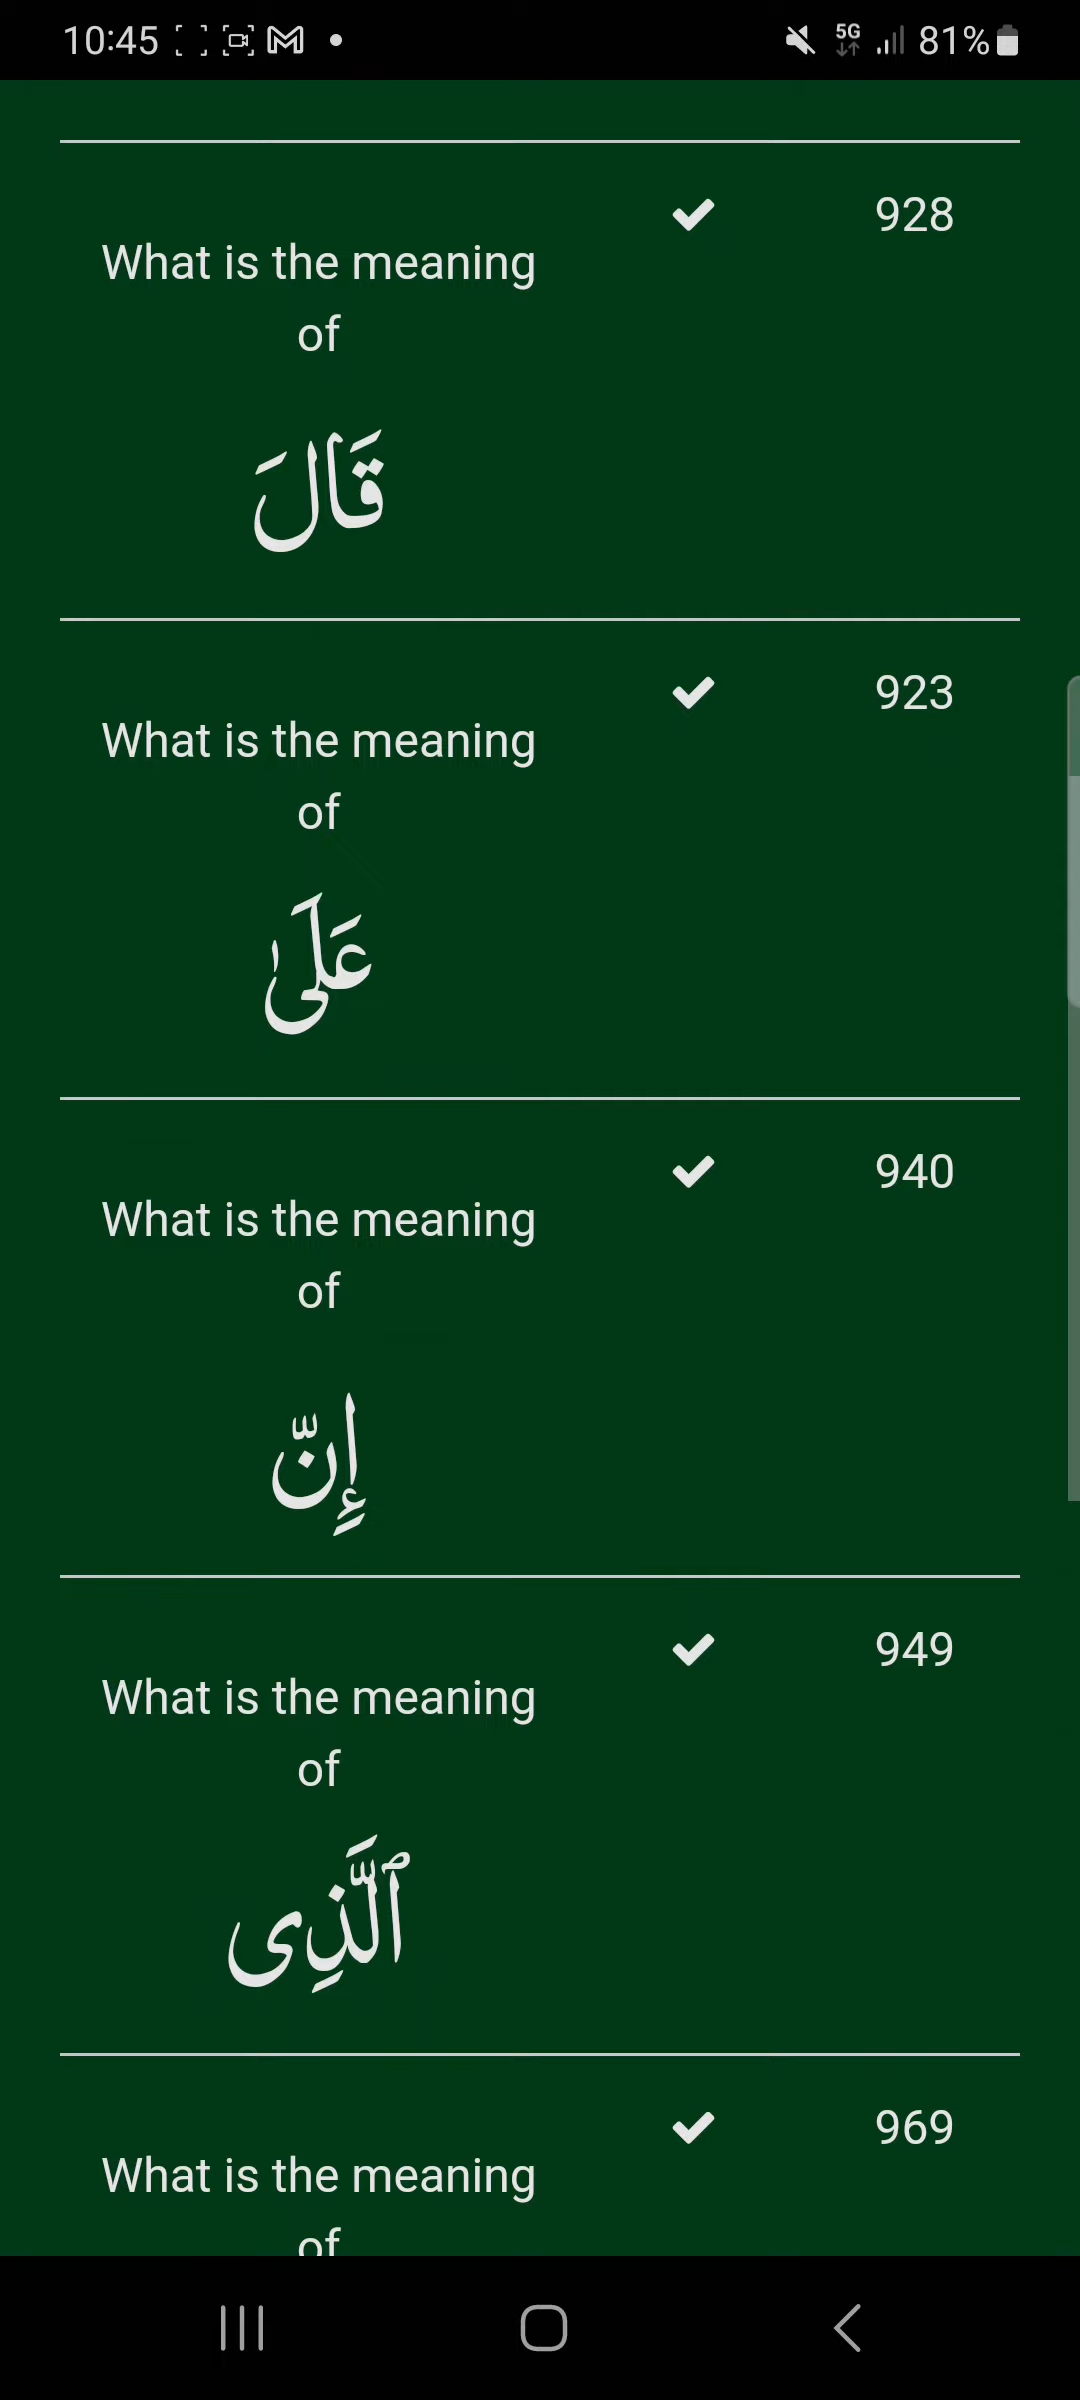 10:45 5G 81%
928
What is the meaning
of
قَالَ
923
What is the meaning
of
عَلَىٰ
940
What is the meaning
of
إِنَّ
949
What is the meaning
of
ٱلَّذِى
969
What is the meaning
of